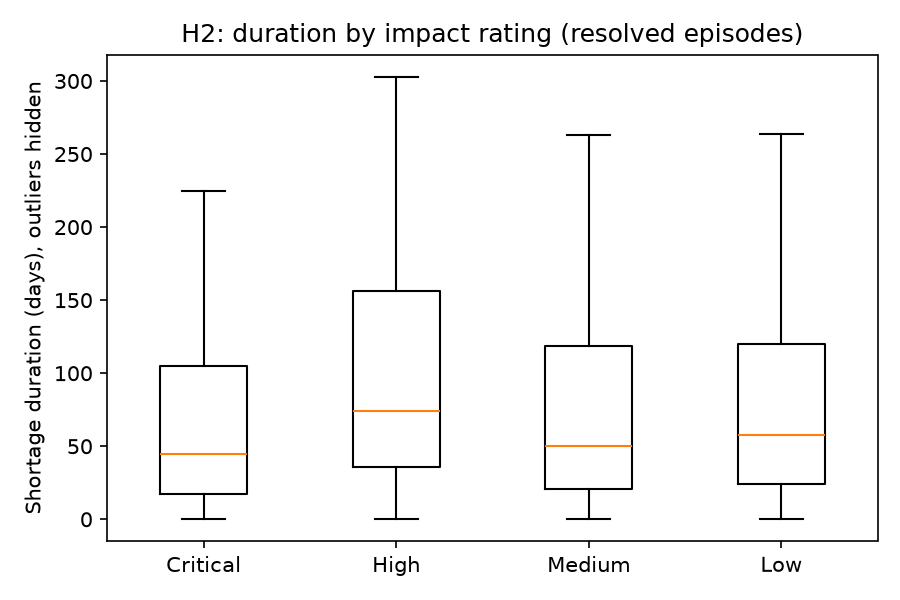 H2: duration by impact rating (resolved episodes)
Shortage duration (days), outliers hidden
300
250
200
150
100
50
0
Critical High Medium Low